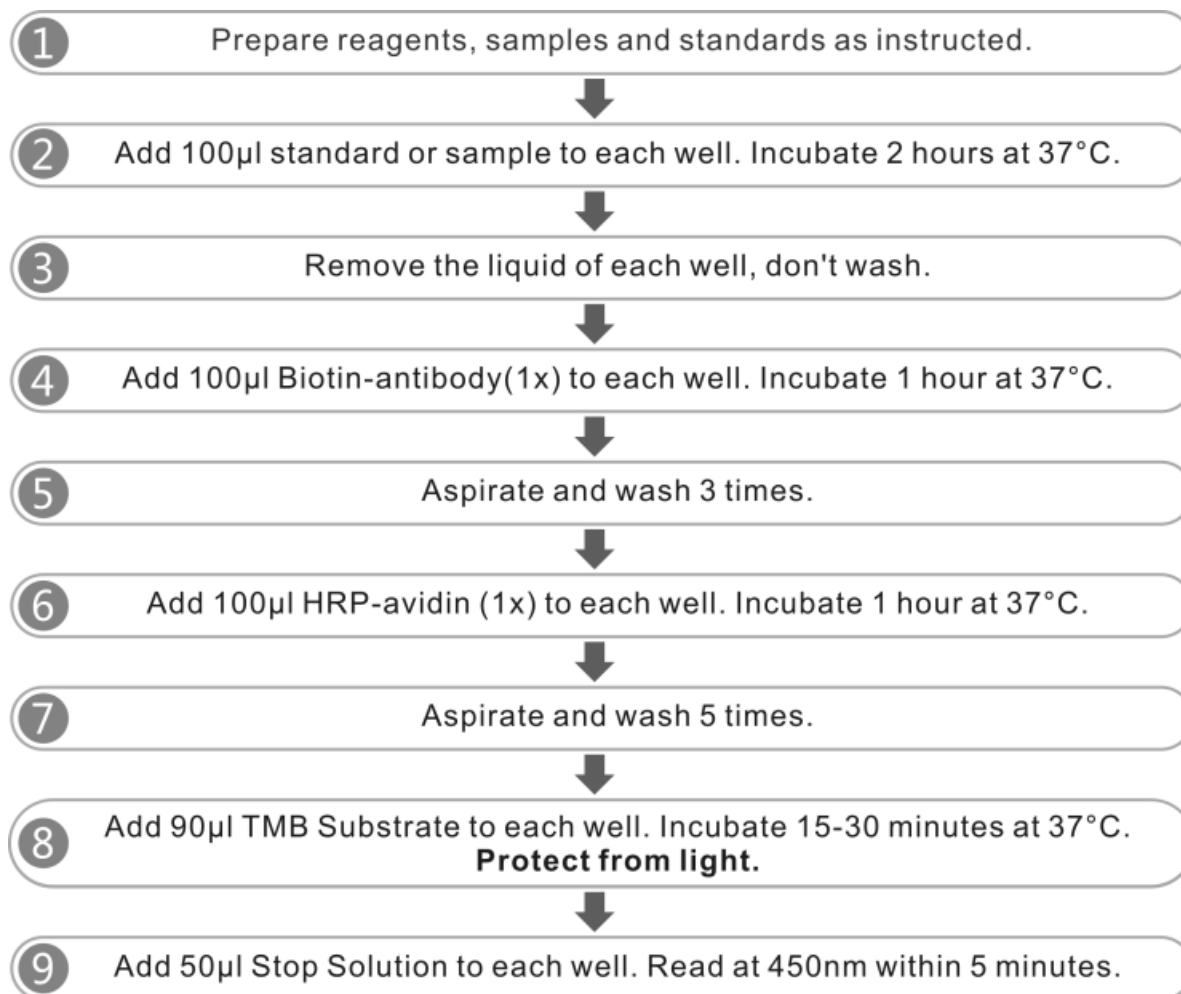 1 Prepare reagents, samples and standards as instructed.
2 Add 100μl standard or sample to each well. Incubate 2 hours at 37°C.
3 Remove the liquid of each well, don't wash.
4 Add 100μl Biotin-antibody(1x) to each well. Incubate 1 hour at 37°C.
5 Aspirate and wash 3 times.
6 Add 100μl HRP-avidin (1x) to each well. Incubate 1 hour at 37°C.
7 Aspirate and wash 5 times.
8 Add 90μl TMB Substrate to each well. Incubate 15-30 minutes at 37°C.
Protect from light.
9 Add 50μl Stop Solution to each well. Read at 450nm within 5 minutes.